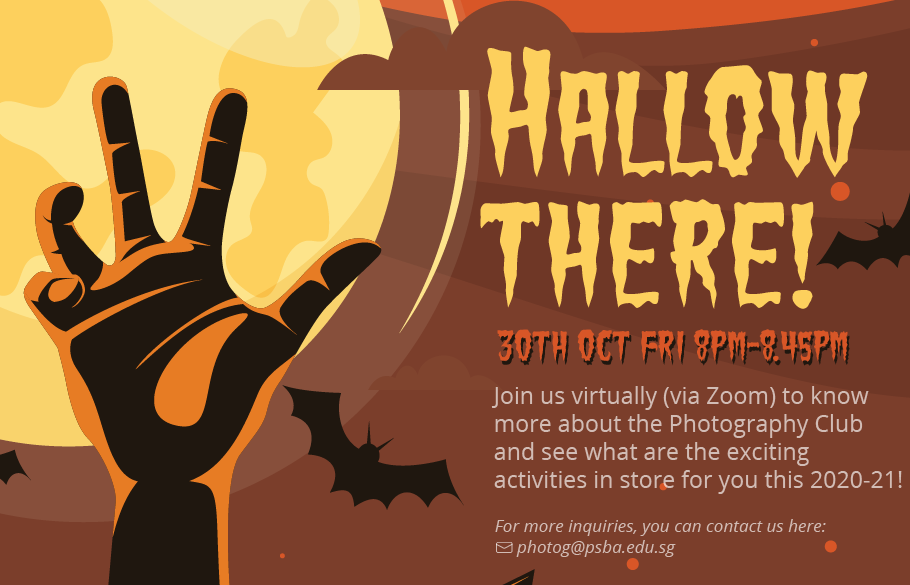 HALLOW
THERE!
30TH OCT FRI 8PM-8.45PM
Join us virtually (via Zoom) to know
more about the Photography Club
and see what are the exciting
activities in store for you this 2020-21!
For more inquiries, you can contact us here:
photog@psba.edu.sg